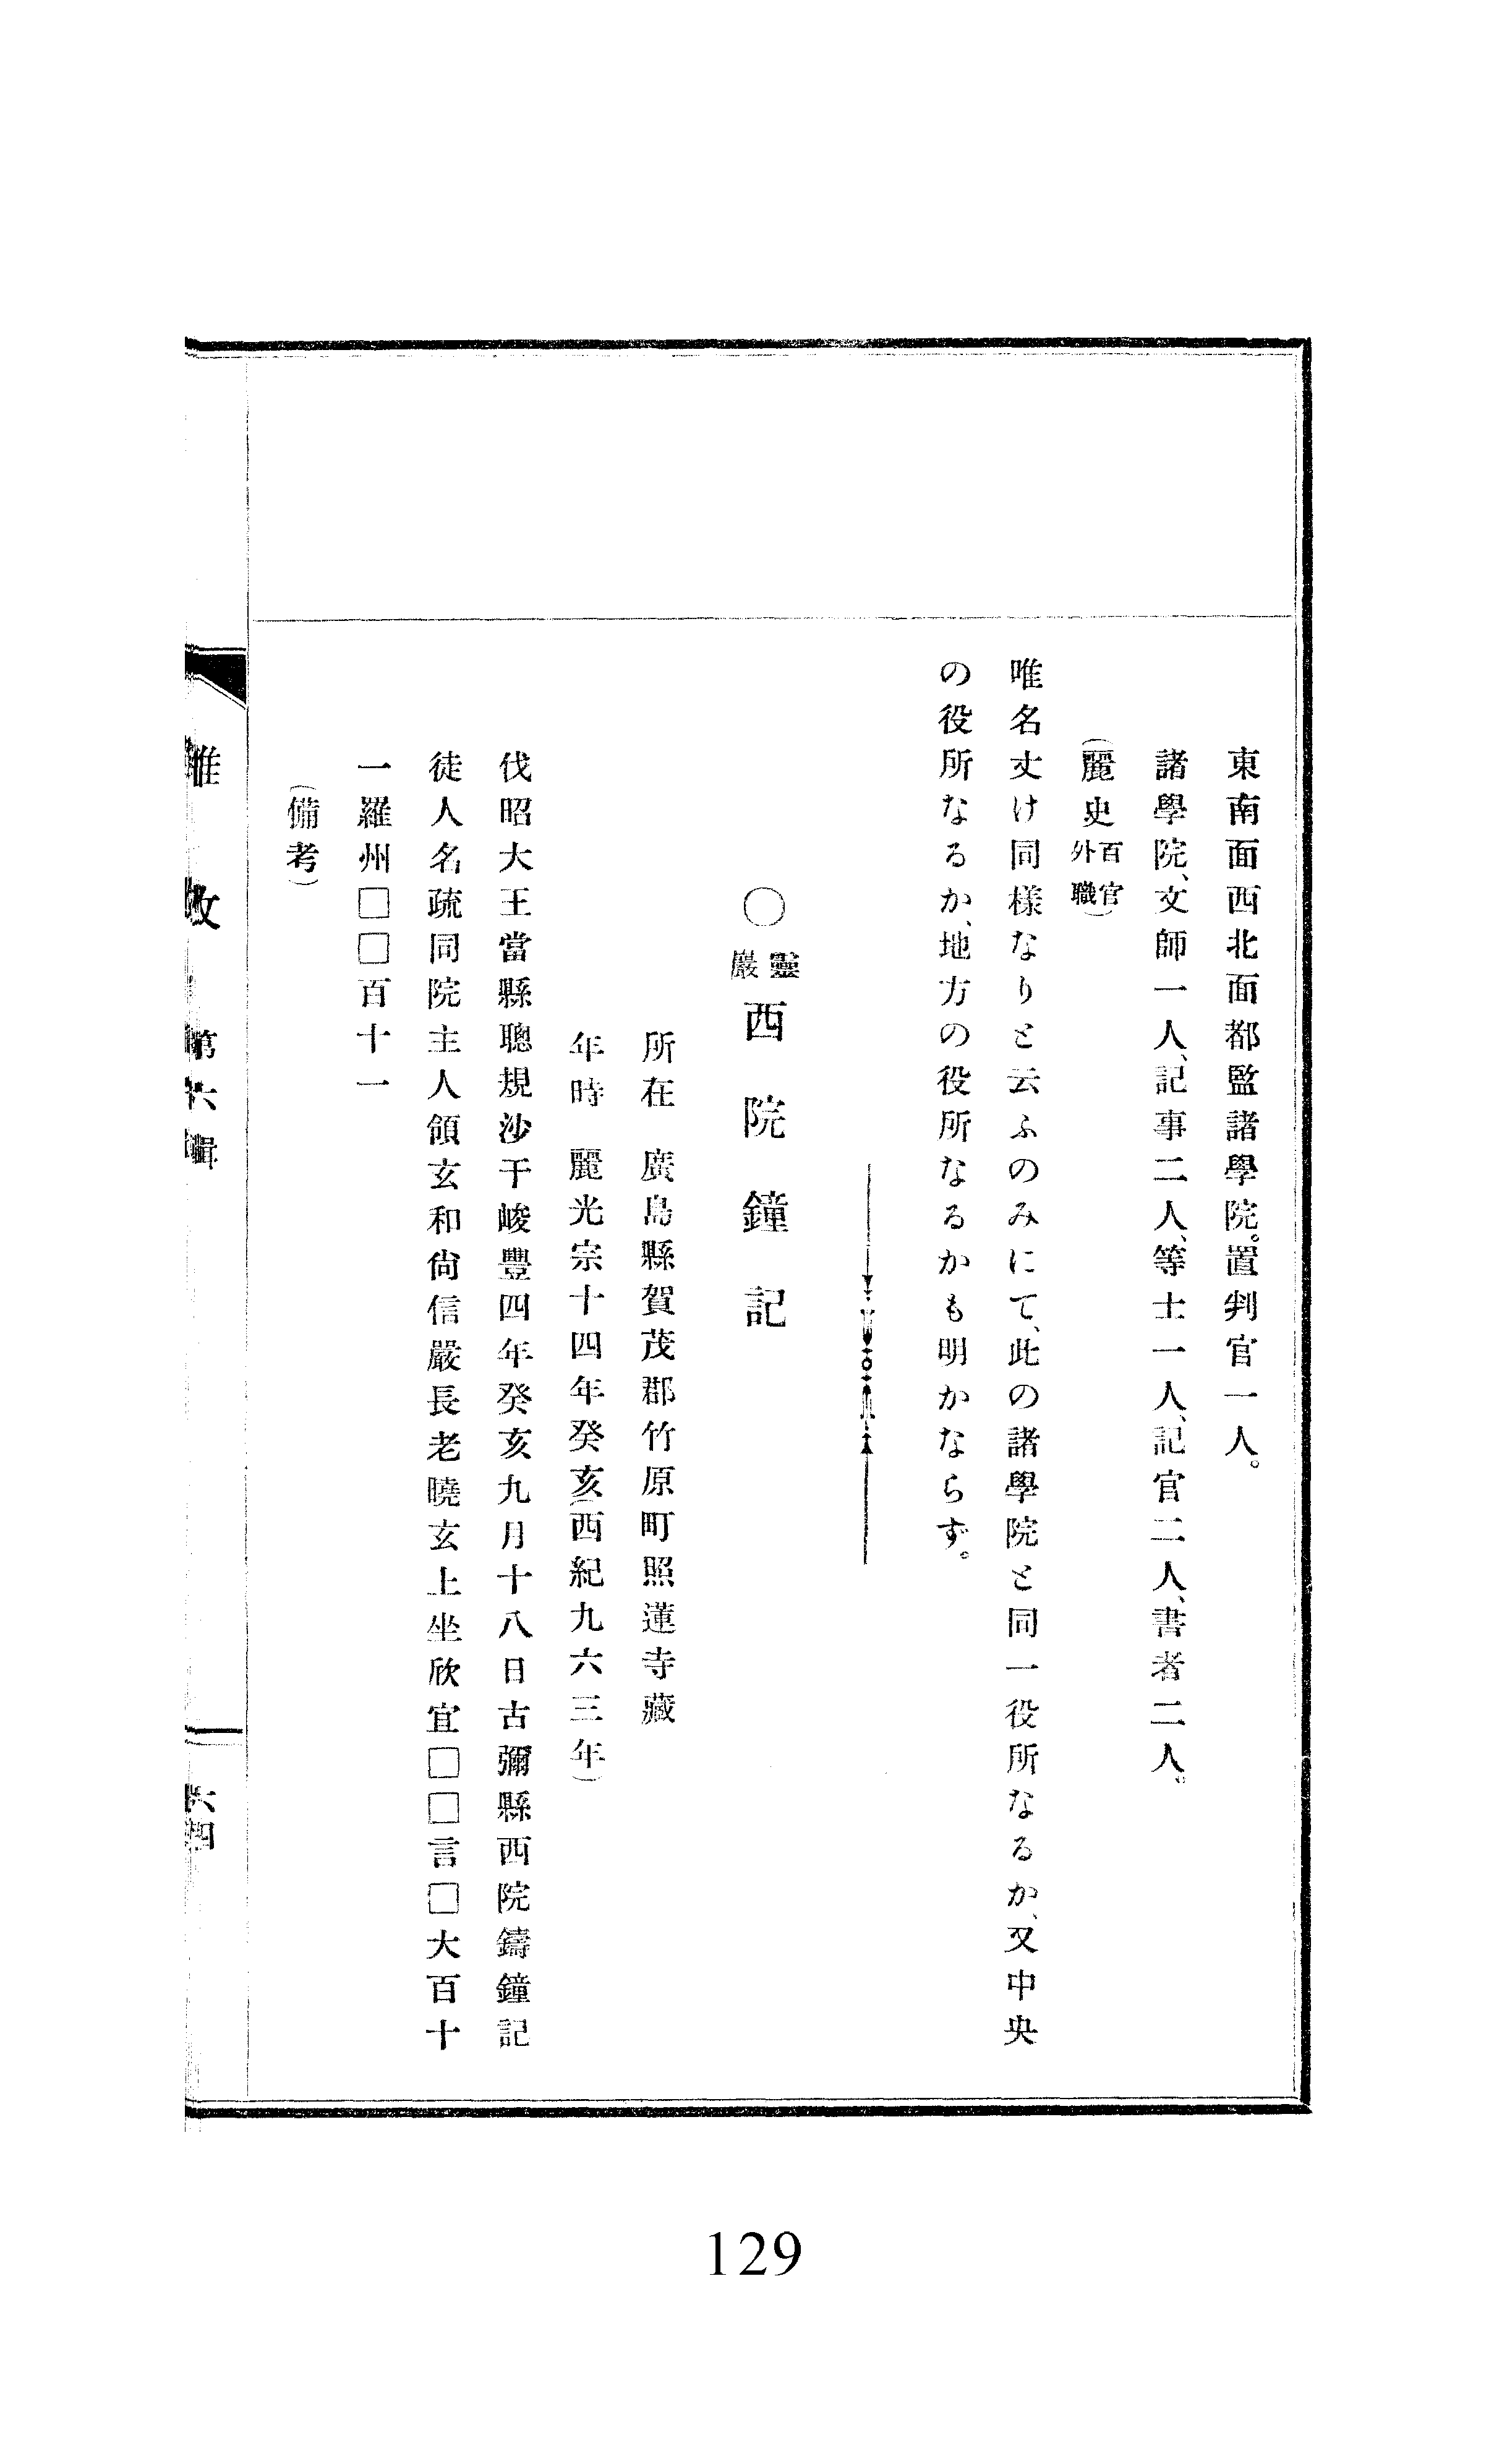 東南面西北面都監諸學院。置判官一人。
諸學院、文師一人、記事二人、等士一人、記官二人、書者二人。
(麗史百官外職)
唯名丈け同樣なりと云ふのみにて、此の諸學院と同一役所なるか、又中央
の役所なるか、地方の役所なるかも明かならず。
○靈巖西院鐘記
所在 廣島縣賀茂郡竹原町照蓮寺藏
年時 麗光宗十四年癸亥(西紀九六三年)
伐昭大王當縣聰規沙干峻豐四年癸亥九月十八日古彌縣西院鑄鐘記
徒人名疏同院主人領玄和尙信嚴長老曉玄上坐欣宜□□言□大百十
一羅州□□百十一
(備考)
雜攷 第六輯
六四
129